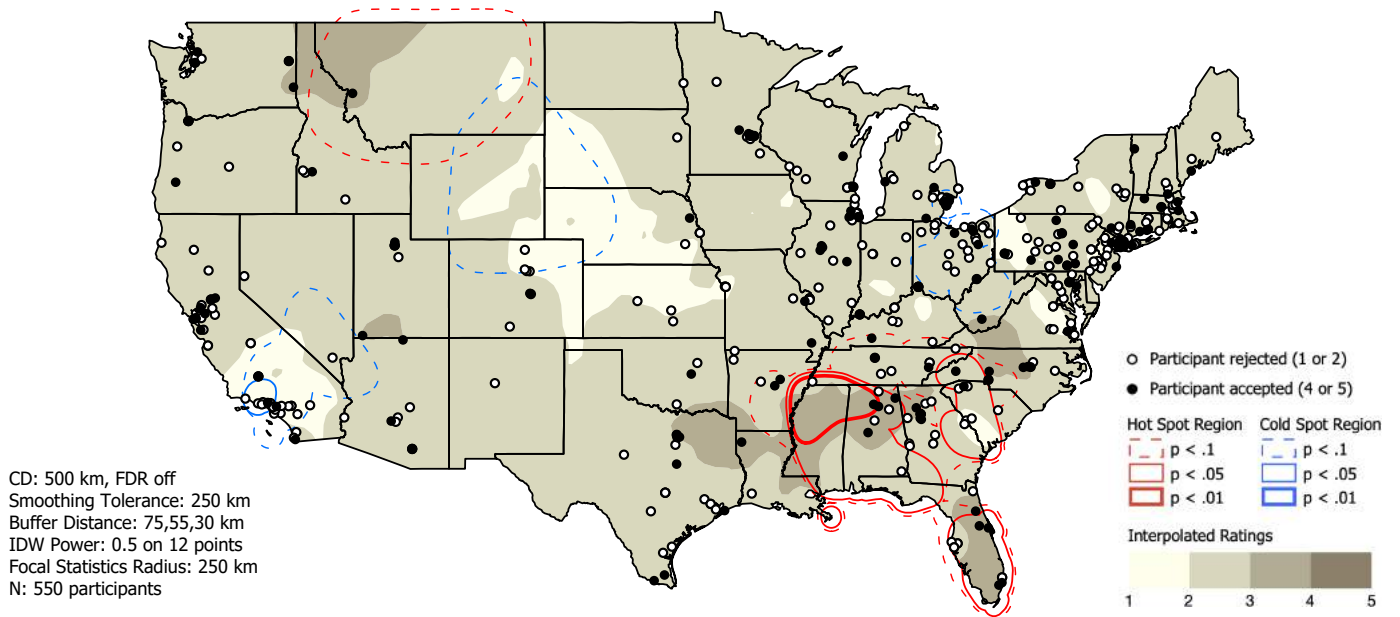 Participant rejected (1 or 2)
Participant accepted (4 or 5)
Hot Spot Region Cold Spot Region
p < .1 p < .1
p < .05 p < .05
p < .01 p < .01
Interpolated Ratings
1 2 3 4 5
CD: 500 km, FDR off
Smoothing Tolerance: 250 km
Buffer Distance: 75,55,30 km
IDW Power: 0.5 on 12 points
Focal Statistics Radius: 250 km
N: 550 participants